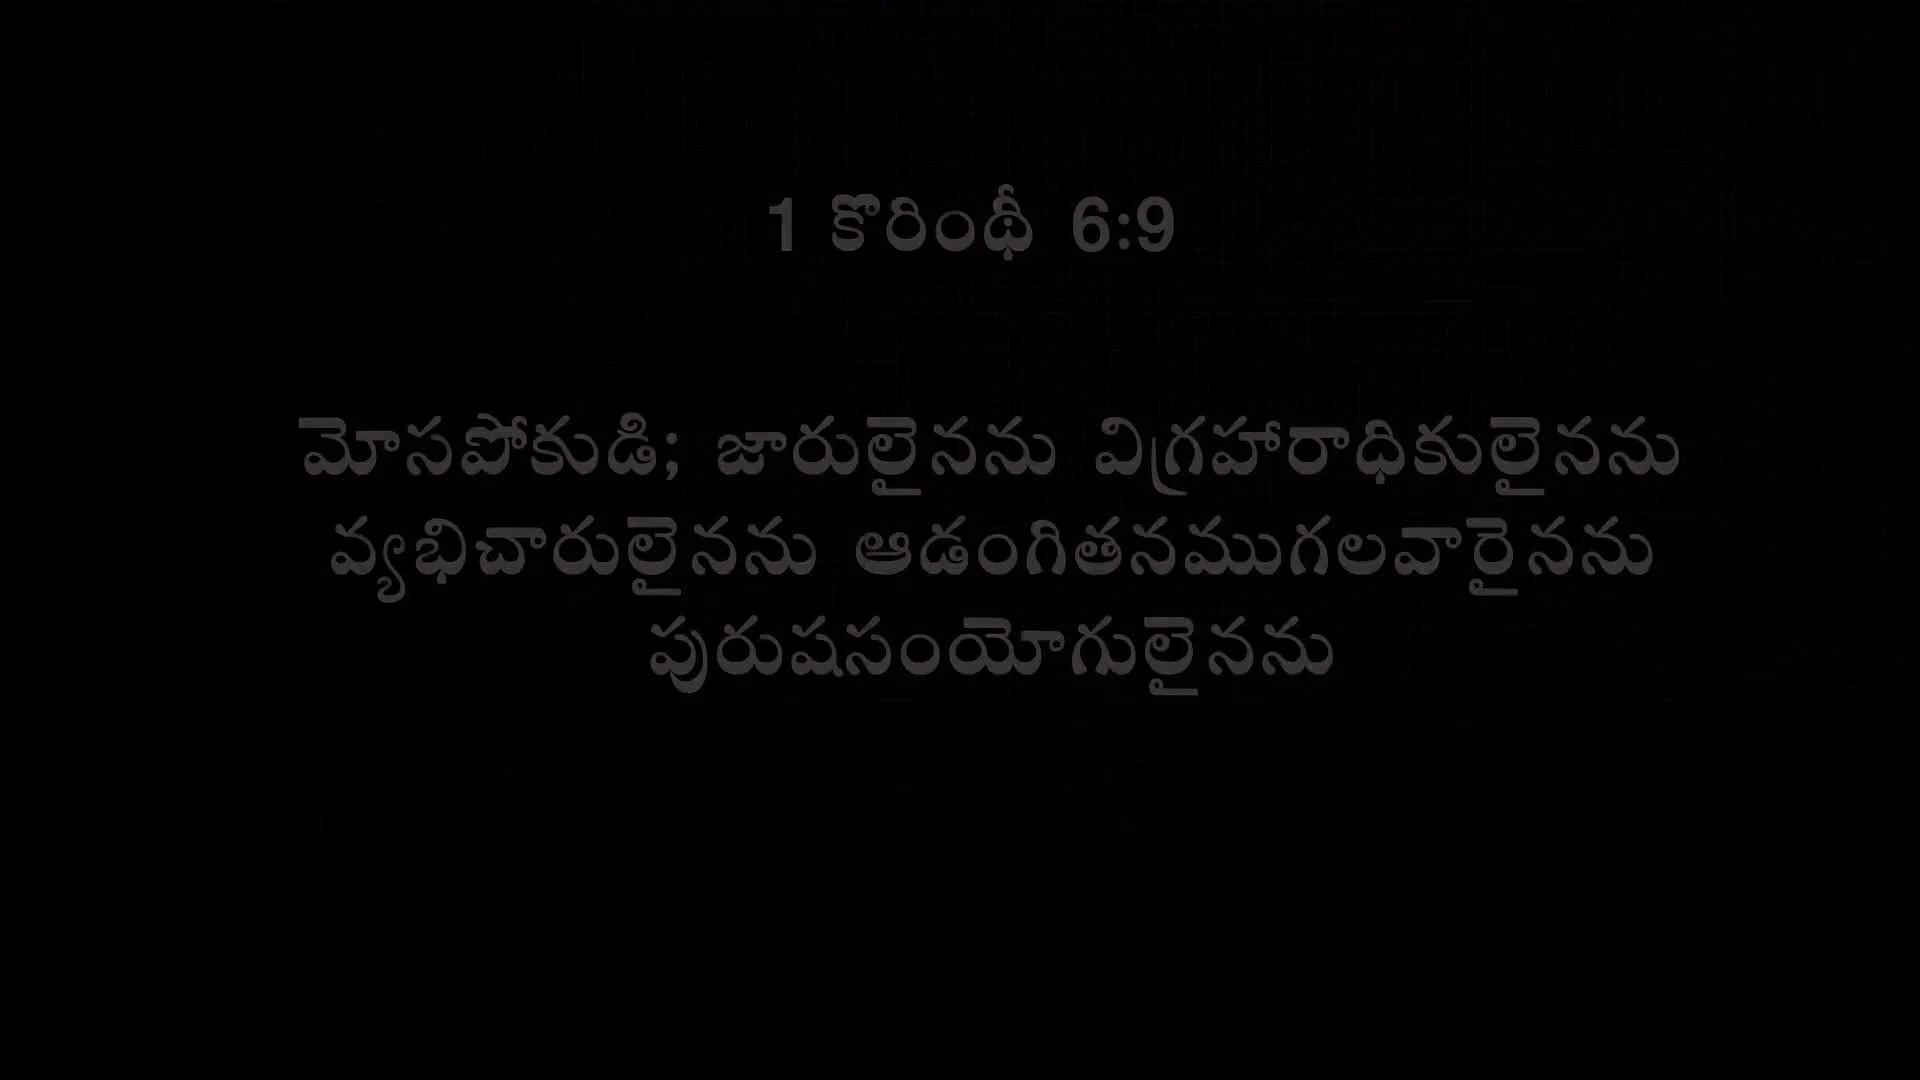 1 కొరింథీ 6:9
మోసపోకుడి; జారులైనను విగ్రహారాధికులైనను
వ్యభిచారులైనను ఆడంగితనముగలవారైనను
పురుషసంయోగులైనను